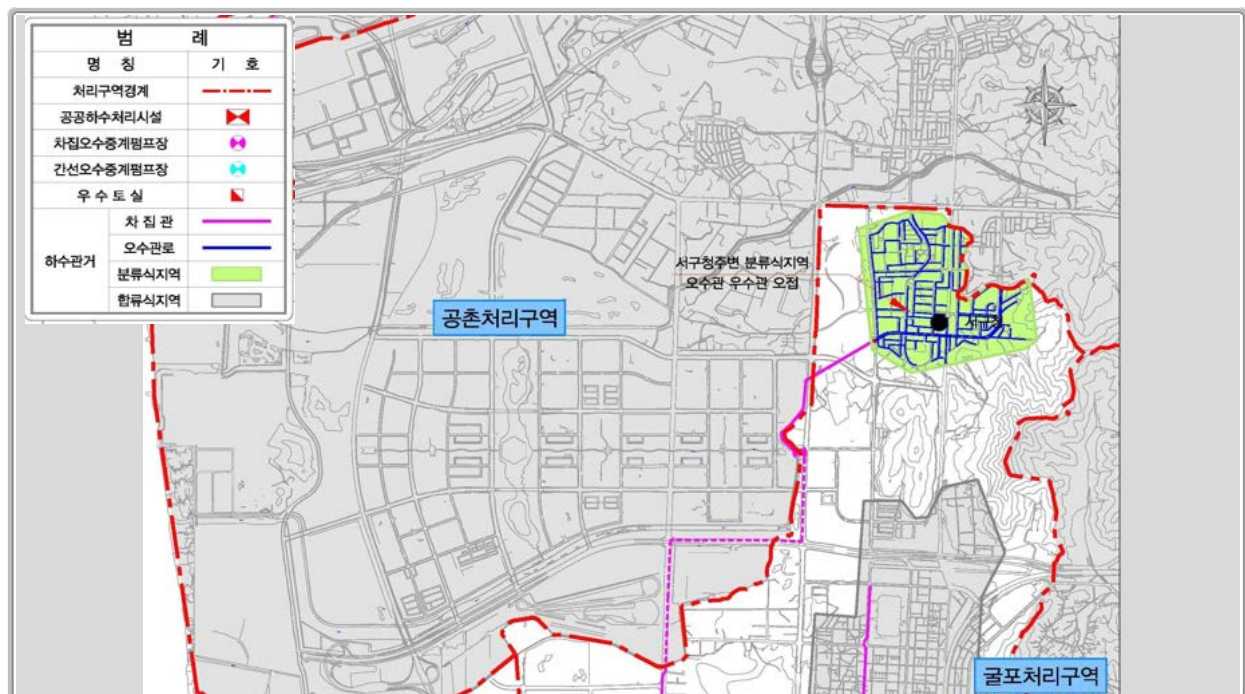 범 례
명 칭 기 호
처리구역경계
공공하수처리시설
차집오수중계펌프장
간선오수중계펌프장
우 수 토 실
하수관거
차 집 관
오수관로
분류식지역
합류식지역
서구청주변 분류식지역
오수관 우수관 오접
공촌처리구역
서구청
굴포처리구역